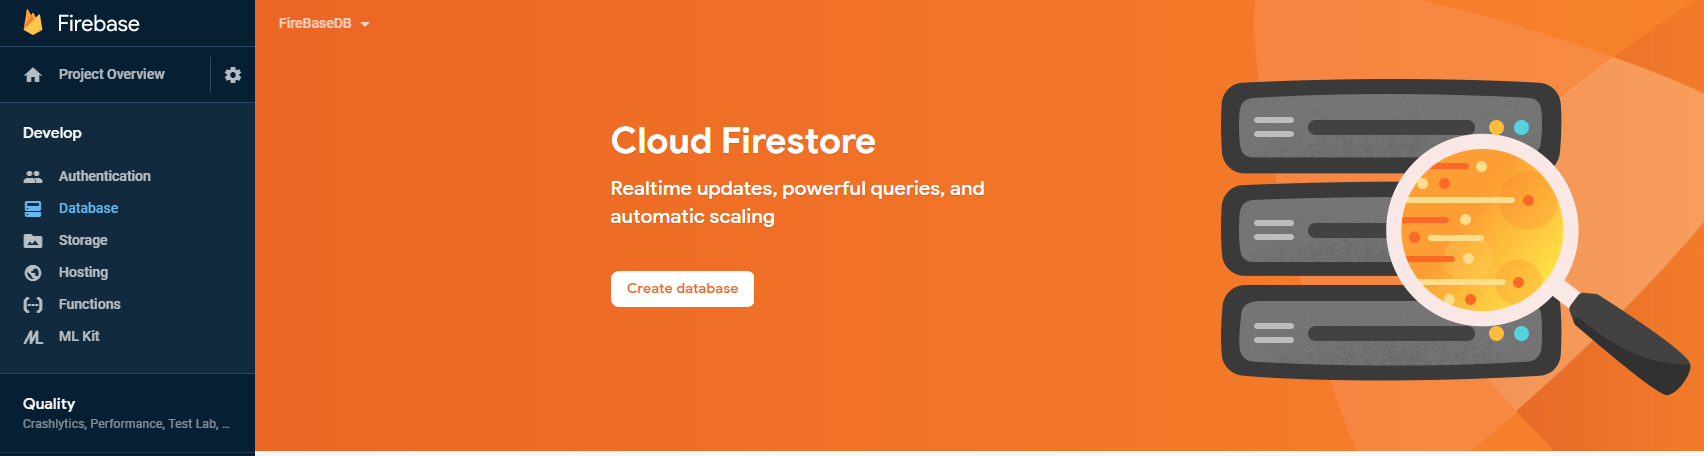 Firebase
Project Overview
Develop
Authentication
Database
Storage
Hosting
Functions
ML Kit
Quality
Crashlytics, Performance, Test Lab, ...
FireBaseDB
Cloud Firestore
Realtime updates, powerful queries, and
automatic scaling
Create database